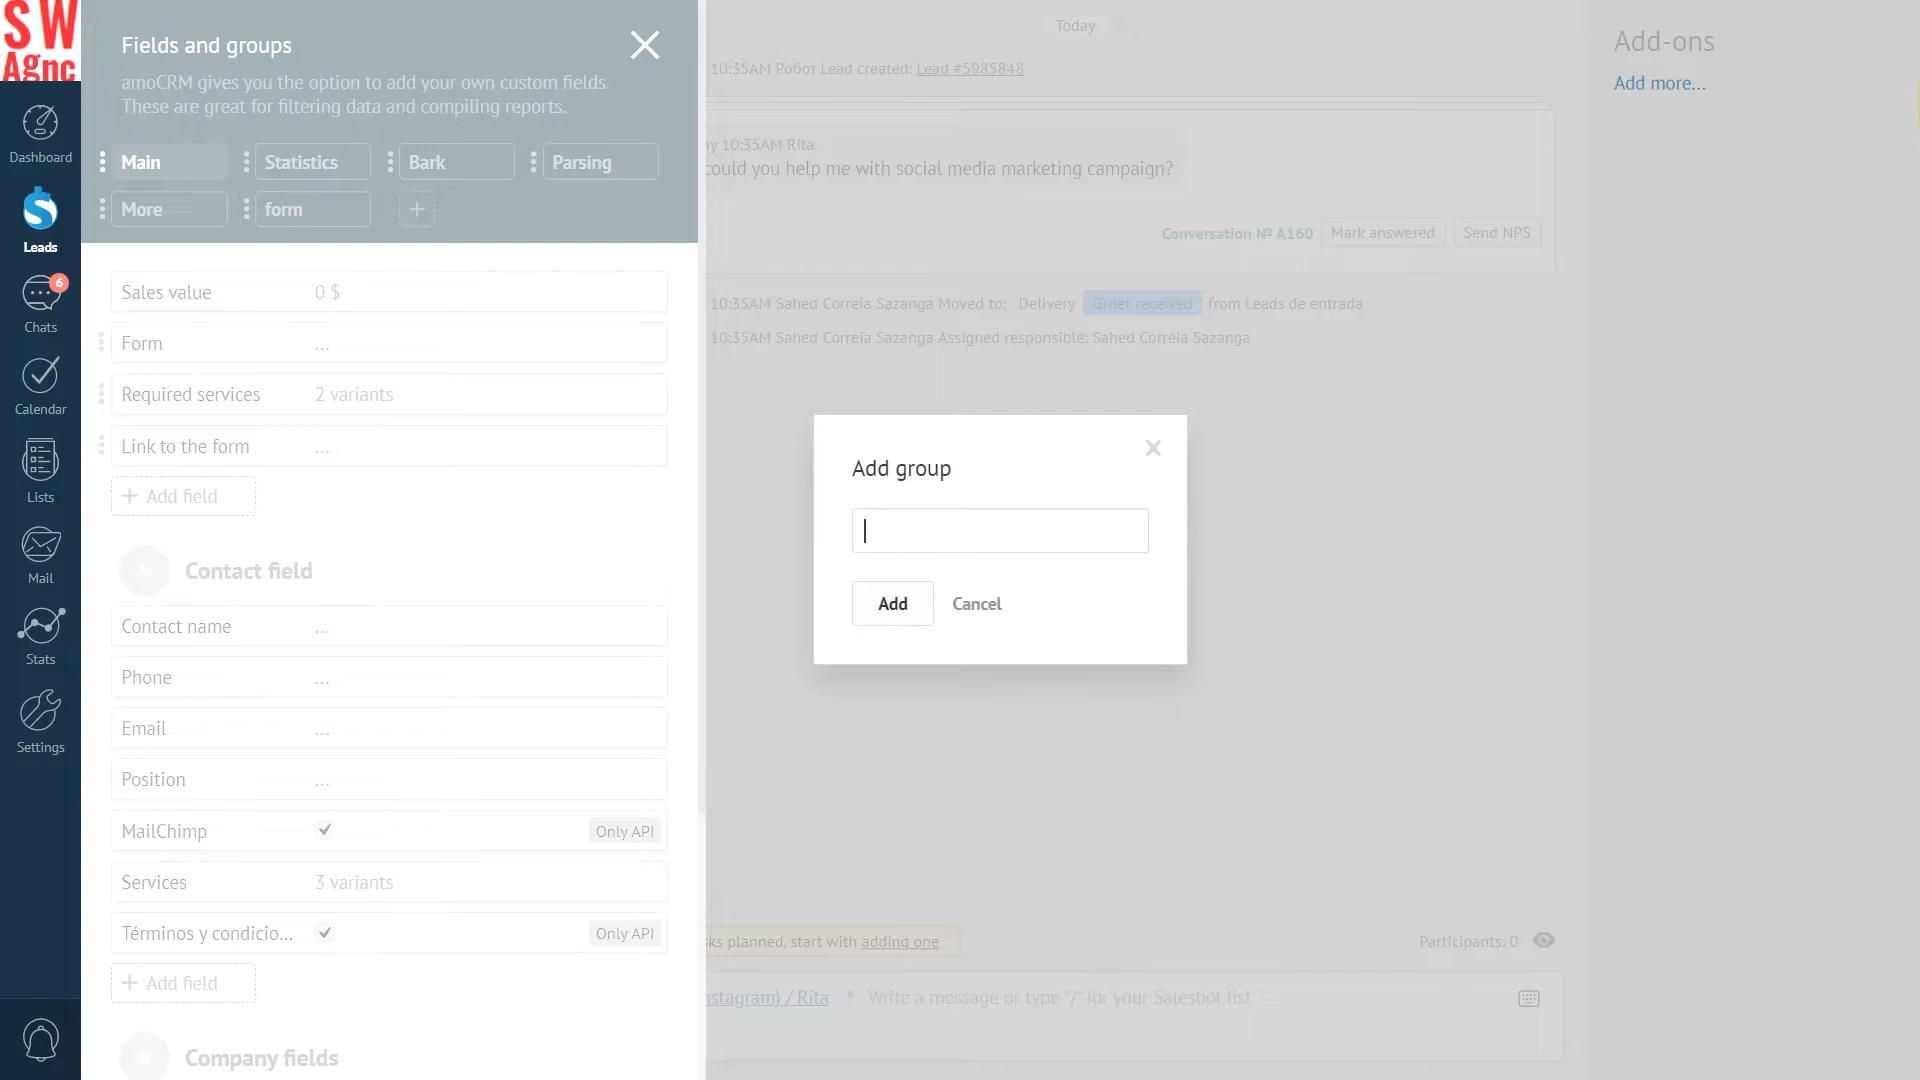 SW
Agnc
Dashboard
Leads
6
Chats
Calendar
Lists
Mail
Stats
Settings
Fields and groups
amoCRM gives you the option to add your own custom fields.
These are great for filtering data and compiling reports.
Main
Statistics
Bark
Parsing
More
form
Sales value 0 $
Form ...
Required services 2 variants
Link to the form ...
+ Add field
Contact field
Contact name ...
Phone ...
Email ...
Position ...
MailChimp Only API
Services 3 variants
Términos y condicio... Only API
+ Add field
Company fields
Today
10:35AM Робот Lead created: Lead #5985848
10:35AM Rita
could you help me with social media marketing campaign?
Conversation № A160 Mark answered Send NPS
10:35AM Sahed Correia Sazanga Moved to: Delivery Order received from Leads de entrada
10:35AM Sahed Correia Sazanga Assigned responsible: Sahed Correia Sazanga
Add group
Add
Cancel
planned, start with adding one
Participants: 0
/ Rita Write a message or type "/" for your Salesbot list
Add-ons
Add more...